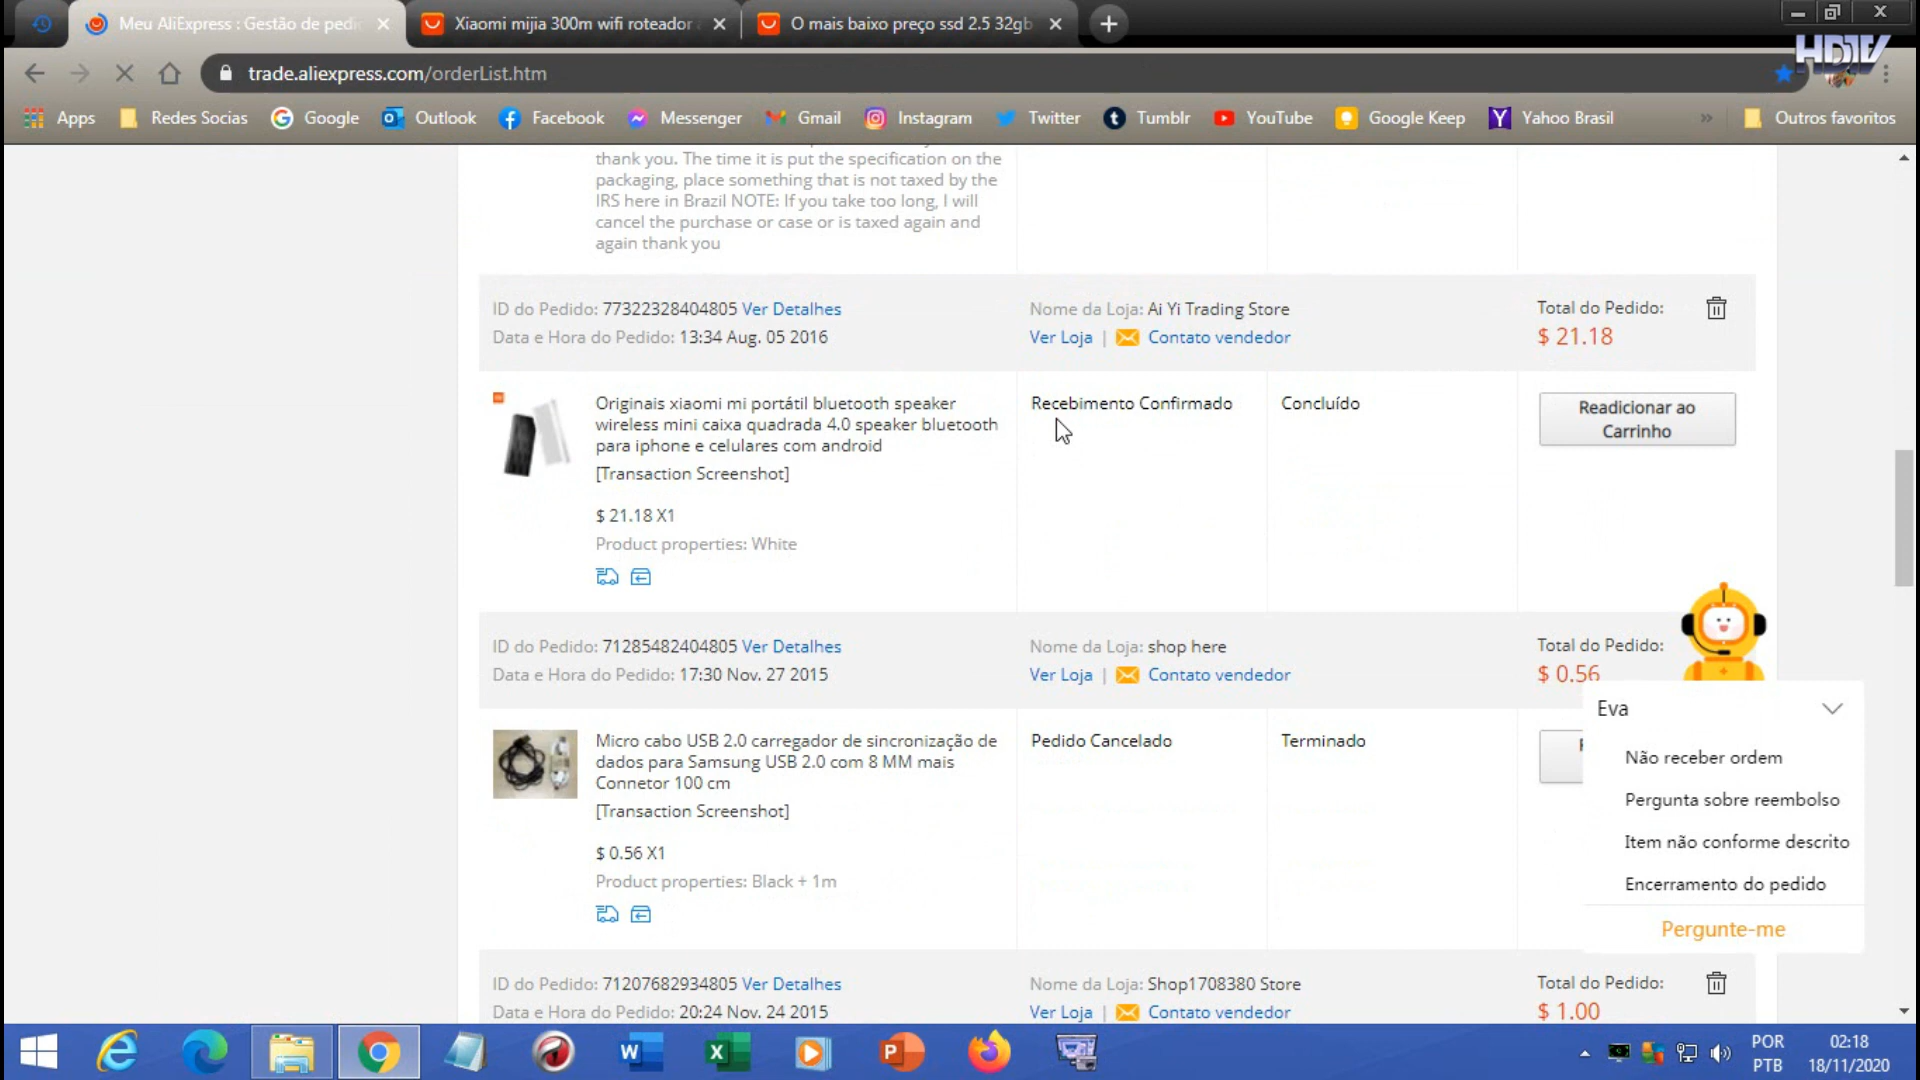 Meu AliExpress : Gestão de pedi
Xiaomi mijia 300m wifi roteador
O mais baixo preço ssd 2.5 32gb
HDTV
trade.aliexpress.com/orderList.htm
Apps
Redes Socias
Google
Outlook
Facebook
Messenger
Gmail
Instagram
Twitter
Tumblr
YouTube
Google Keep
Yahoo Brasil
»
Outros favoritos
thank you. The time it is put the specification on the
packaging, place something that is not taxed by the
IRS here in Brazil NOTE: If you take too long, I will
cancel the purchase or case or is taxed again and
again thank you
ID do Pedido: 77322328404805 Ver Detalhes
Data e Hora do Pedido: 13:34 Aug. 05 2016
Nome da Loja: Ai Yi Trading Store
Ver Loja | Contato vendedor
Total do Pedido:
$ 21.18
Originais xiaomi mi portátil bluetooth speaker
wireless mini caixa quadrada 4.0 speaker bluetooth
para iphone e celulares com android
[Transaction Screenshot]
$ 21.18 X1
Product properties: White
Recebimento Confirmado
Concluído
Readicionar ao
Carrinho
ID do Pedido: 71285482404805 Ver Detalhes
Data e Hora do Pedido: 17:30 Nov. 27 2015
Nome da Loja: shop here
Ver Loja | Contato vendedor
Total do Pedido:
$ 0.56
Micro cabo USB 2.0 carregador de sincronização de
dados para Samsung USB 2.0 com 8 MM mais
Connetor 100 cm
[Transaction Screenshot]
$ 0.56 X1
Product properties: Black + 1m
Pedido Cancelado
Terminado
Eva
Não receber ordem
Pergunta sobre reembolso
Item não conforme descrito
Encerramento do pedido
Pergunte-me
ID do Pedido: 71207682934805 Ver Detalhes
Data e Hora do Pedido: 20:24 Nov. 24 2015
Nome da Loja: Shop1708380 Store
Ver Loja | Contato vendedor
Total do Pedido:
$ 1.00
POR
PTB
02:18
18/11/2020